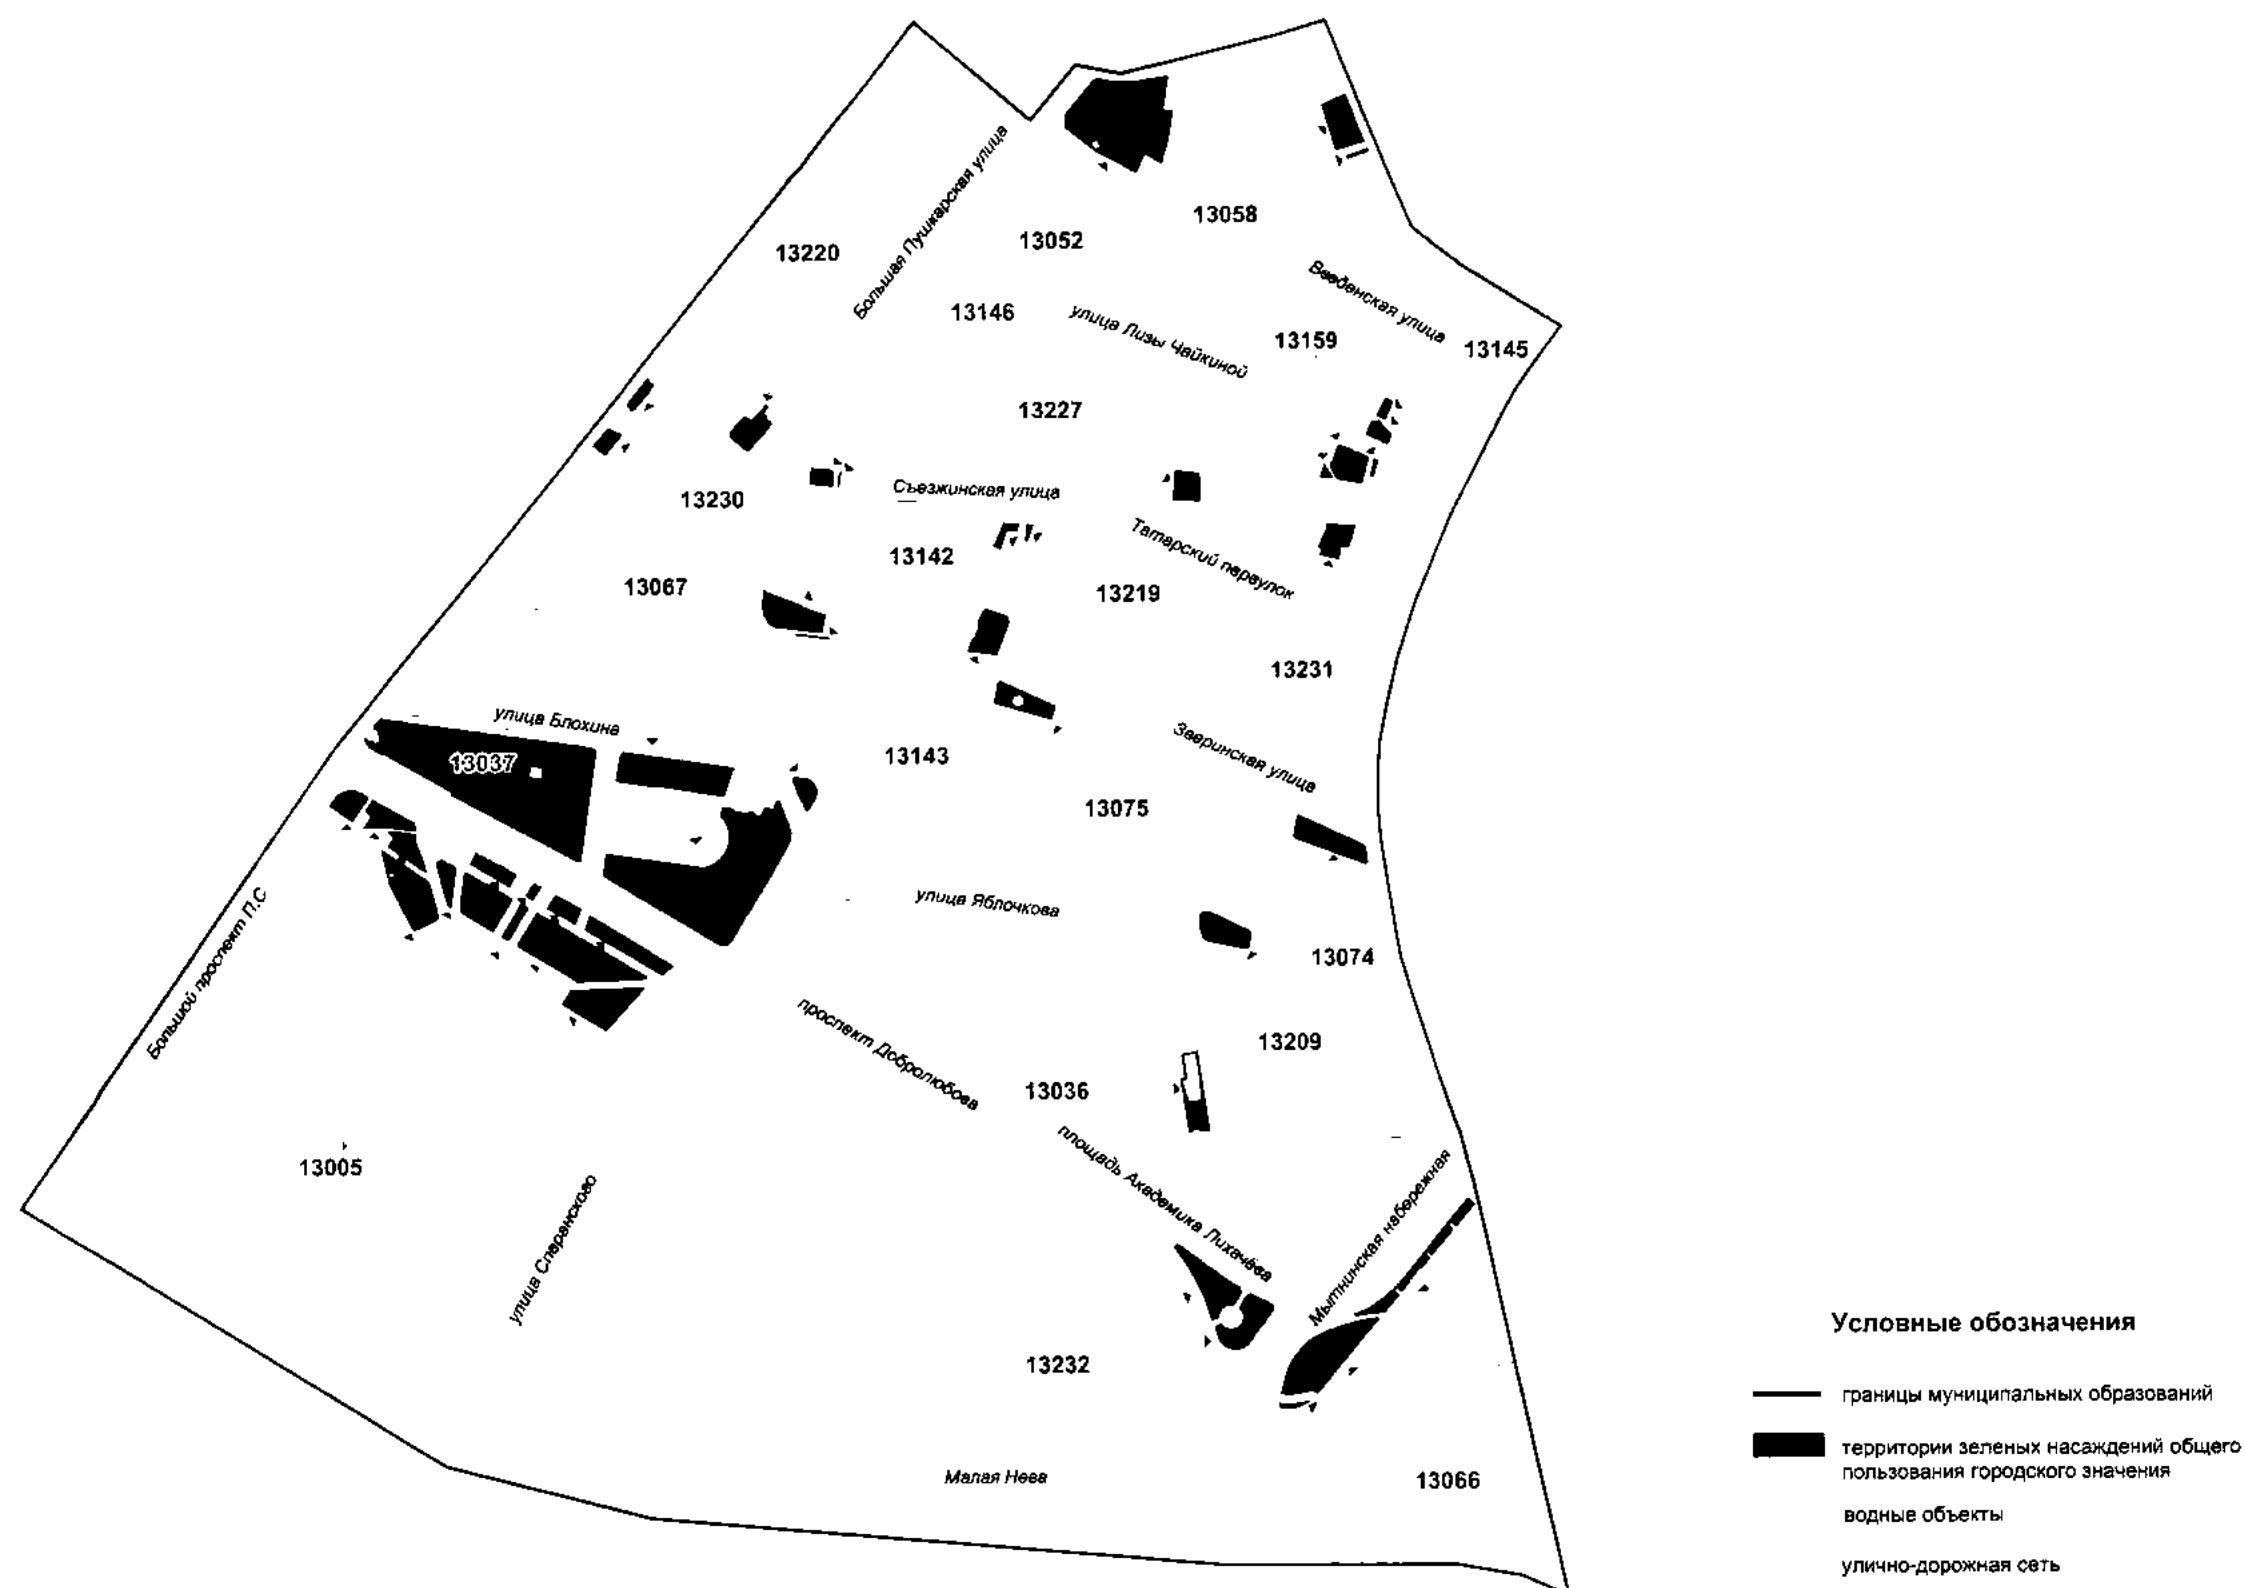 13058
13220
Большая Пушкарская улица
13052
13146
улица Лизы Чайкиной
13159
Введенская улица
13145
13227
13230
Съезжинская улица
13142
Татарский переулок
13067
13219
13231
улица Блохина
13037
13143
Зверинская улица
13075
Большой проспект П.С
улица Яблочкова
13074
проспект Добролюбова
13209
13036
площадь Академика Лихачёва
Мытнинская набережная
13005
улица Сперанского
13232
Малая Нева
13066
Условные обозначения
границы муниципальных образований
территории зеленых насаждений общего
пользования городского значения
водные объекты
улично-дорожная сеть